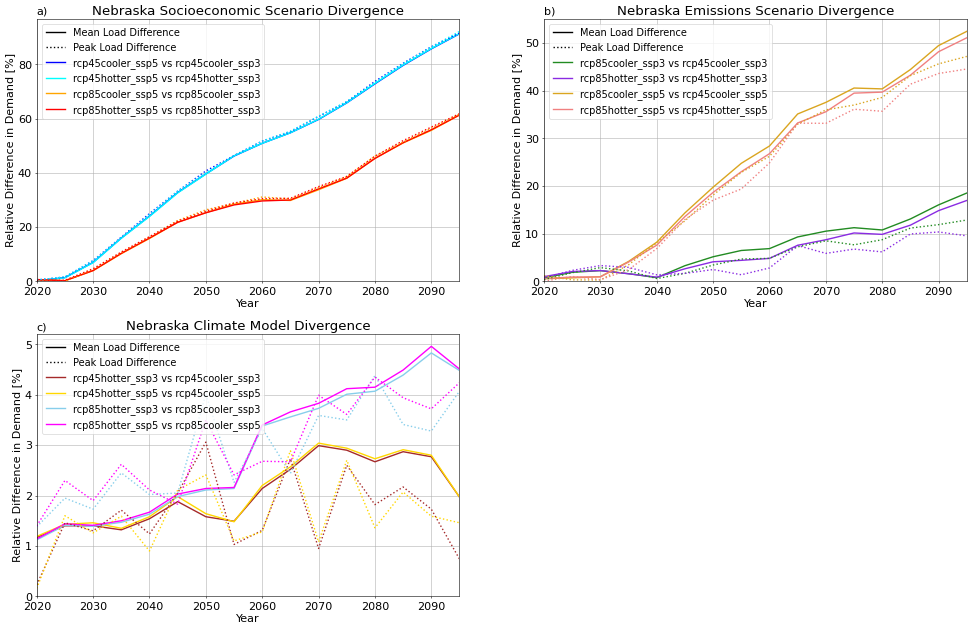 a)
Nebraska Socioeconomic Scenario Divergence
Relative Difference in Demand [%]
80
60
40
20
0
Mean Load Difference
Peak Load Difference
rcp45cooler_ssp5 vs rcp45cooler_ssp3
rcp45hotter_ssp5 vs rcp45hotter_ssp3
rcp85cooler_ssp5 vs rcp85cooler_ssp3
rcp85hotter_ssp5 vs rcp85hotter_ssp3
2020 2030 2040 2050 2060 2070 2080 2090
Year
b)
Nebraska Emissions Scenario Divergence
Relative Difference in Demand [%]
50
40
30
20
10
0
Mean Load Difference
Peak Load Difference
rcp85cooler_ssp3 vs rcp45cooler_ssp3
rcp85hotter_ssp3 vs rcp45hotter_ssp3
rcp85cooler_ssp5 vs rcp45cooler_ssp5
rcp85hotter_ssp5 vs rcp45hotter_ssp5
2020 2030 2040 2050 2060 2070 2080 2090
Year
c)
Nebraska Climate Model Divergence
Relative Difference in Demand [%]
5
4
3
2
1
0
Mean Load Difference
Peak Load Difference
rcp45hotter_ssp3 vs rcp45cooler_ssp3
rcp45hotter_ssp5 vs rcp45cooler_ssp5
rcp85hotter_ssp3 vs rcp85cooler_ssp3
rcp85hotter_ssp5 vs rcp85cooler_ssp5
2020 2030 2040 2050 2060 2070 2080 2090
Year